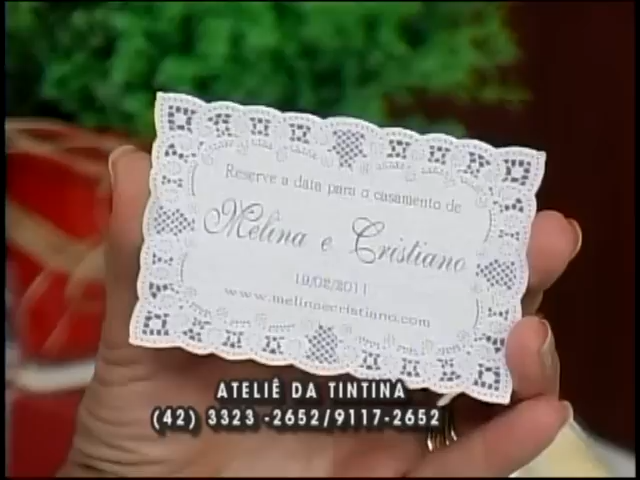 Reserve a data para o casamento de
Melina e Cristiano
19/02/2011
www.melinaecristiano.com
ATELIÊ DA TINTINA
(42) 3323 -2652/9117-2652